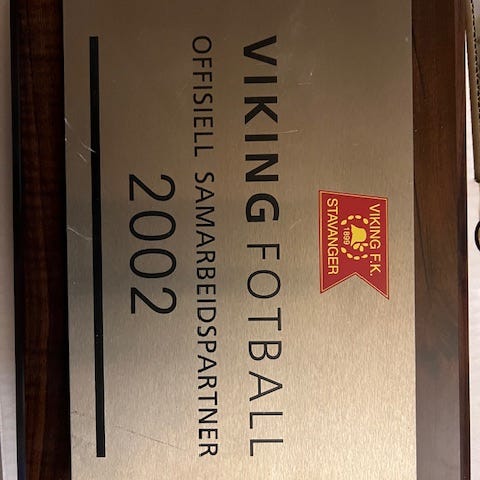 VIKING F.K.
1899
STAVANGER
VIKING FOTBALL
OFFISIELL SAMARBEIDSPARTNER
2002